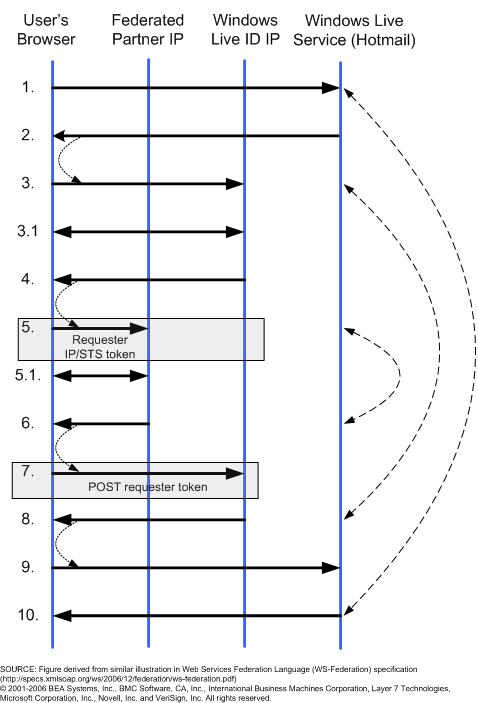 User's Browser
Federated Partner IP
Windows Live ID IP
Windows Live Service (Hotmail)
1.
2.
3.
3.1
4.
5.
Requester
IP/STS token
5.1.
6.
7.
POST requester token
8.
9.
10.
SOURCE: Figure derived from similar illustration in Web Services Federation Language (WS-Federation) specification
(http://specs.xmlsoap.org/ws/2006/12/federation/ws-federation.pdf)
© 2001-2006 BEA Systems, Inc., BMC Software, CA, Inc., International Business Machines Corporation, Layer 7 Technologies,
Microsoft Corporation, Inc., Novell, Inc. and VeriSign, Inc. All rights reserved.